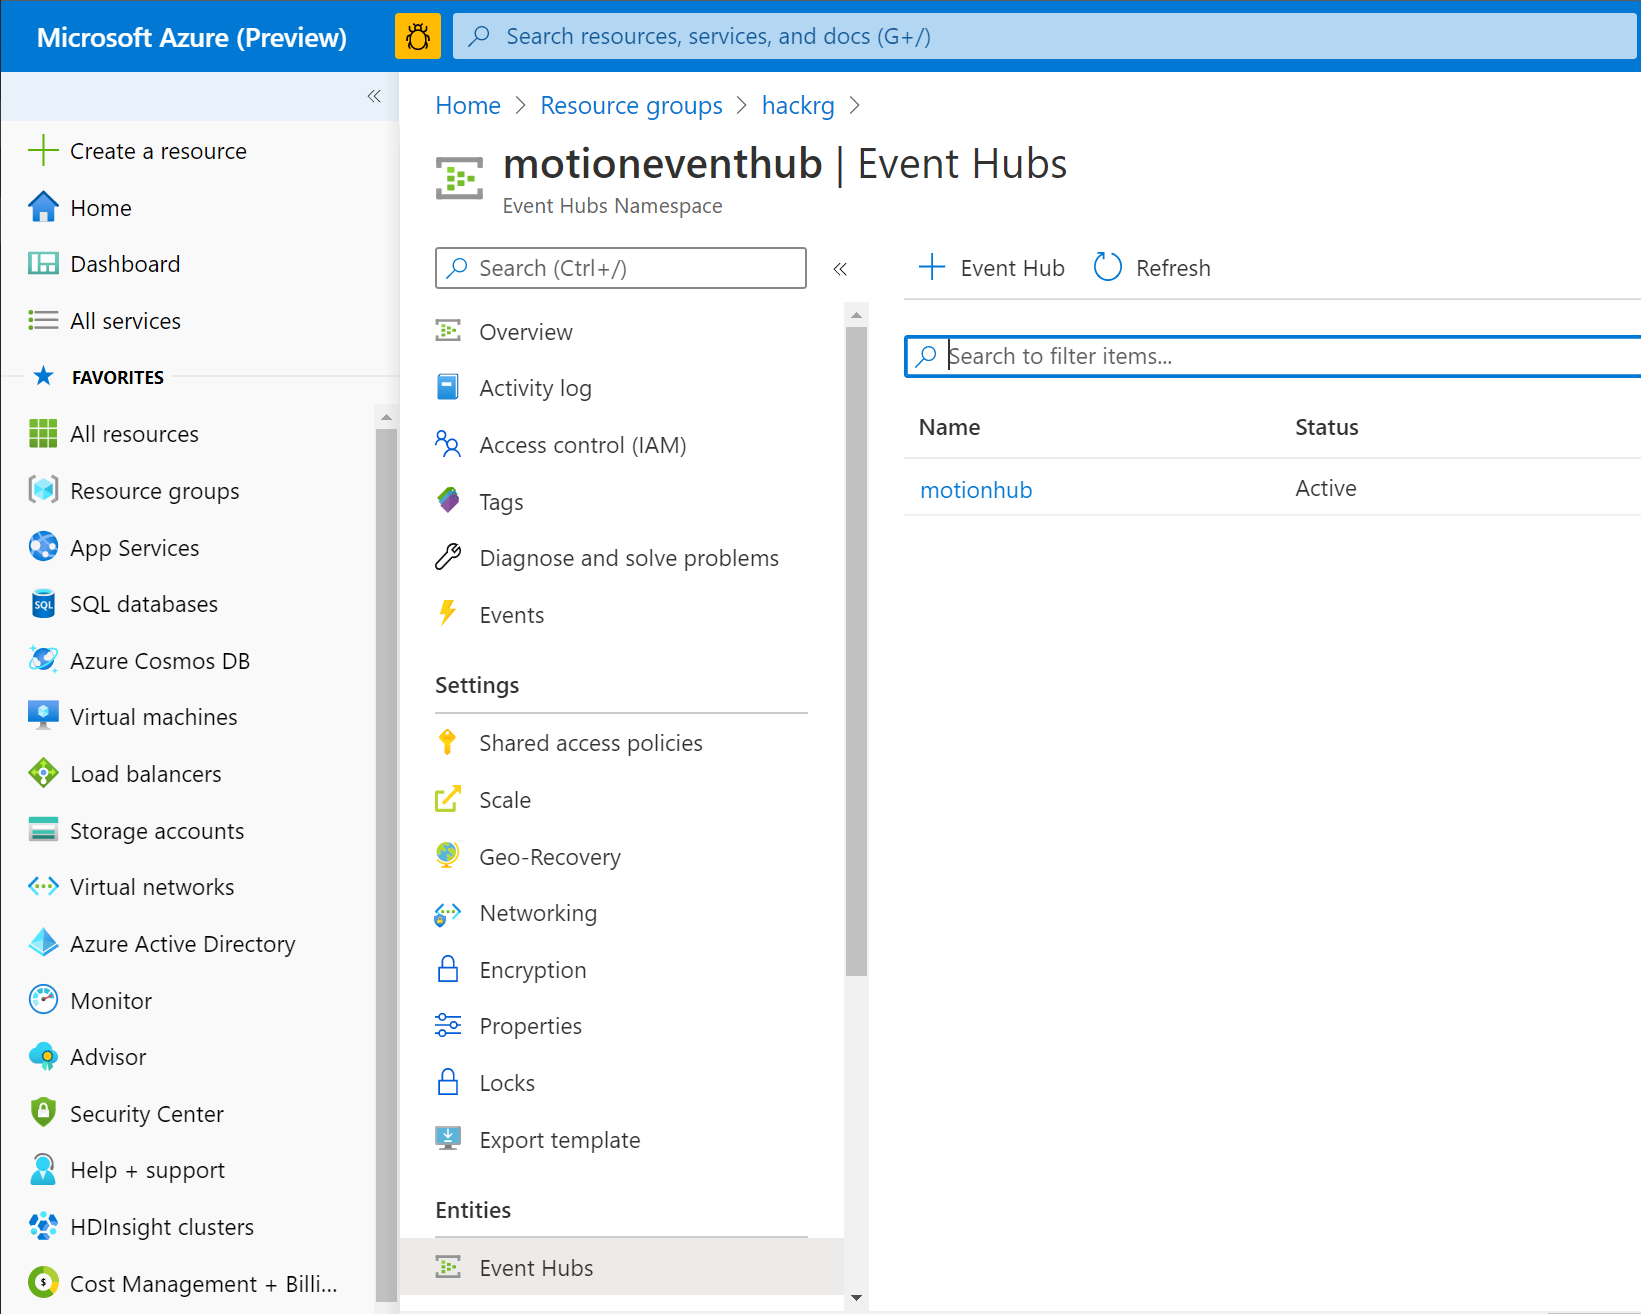 Microsoft Azure (Preview)
Search resources, services, and docs (G+/)
Create a resource
Home
Dashboard
All services
FAVORITES
All resources
Resource groups
App Services
SQL databases
Azure Cosmos DB
Virtual machines
Load balancers
Storage accounts
Virtual networks
Azure Active Directory
Monitor
Advisor
Security Center
Help + support
HDInsight clusters
Cost Management + Billi...
Home > Resource groups > hackrg >
motioneventhub | Event Hubs
Event Hubs Namespace
Search (Ctrl+/)
Overview
Activity log
Access control (IAM)
Tags
Diagnose and solve problems
Events
Settings
Shared access policies
Scale
Geo-Recovery
Networking
Encryption
Properties
Locks
Export template
Entities
Event Hubs
Event Hub Refresh
Search to filter items...
Name Status
motionhub Active